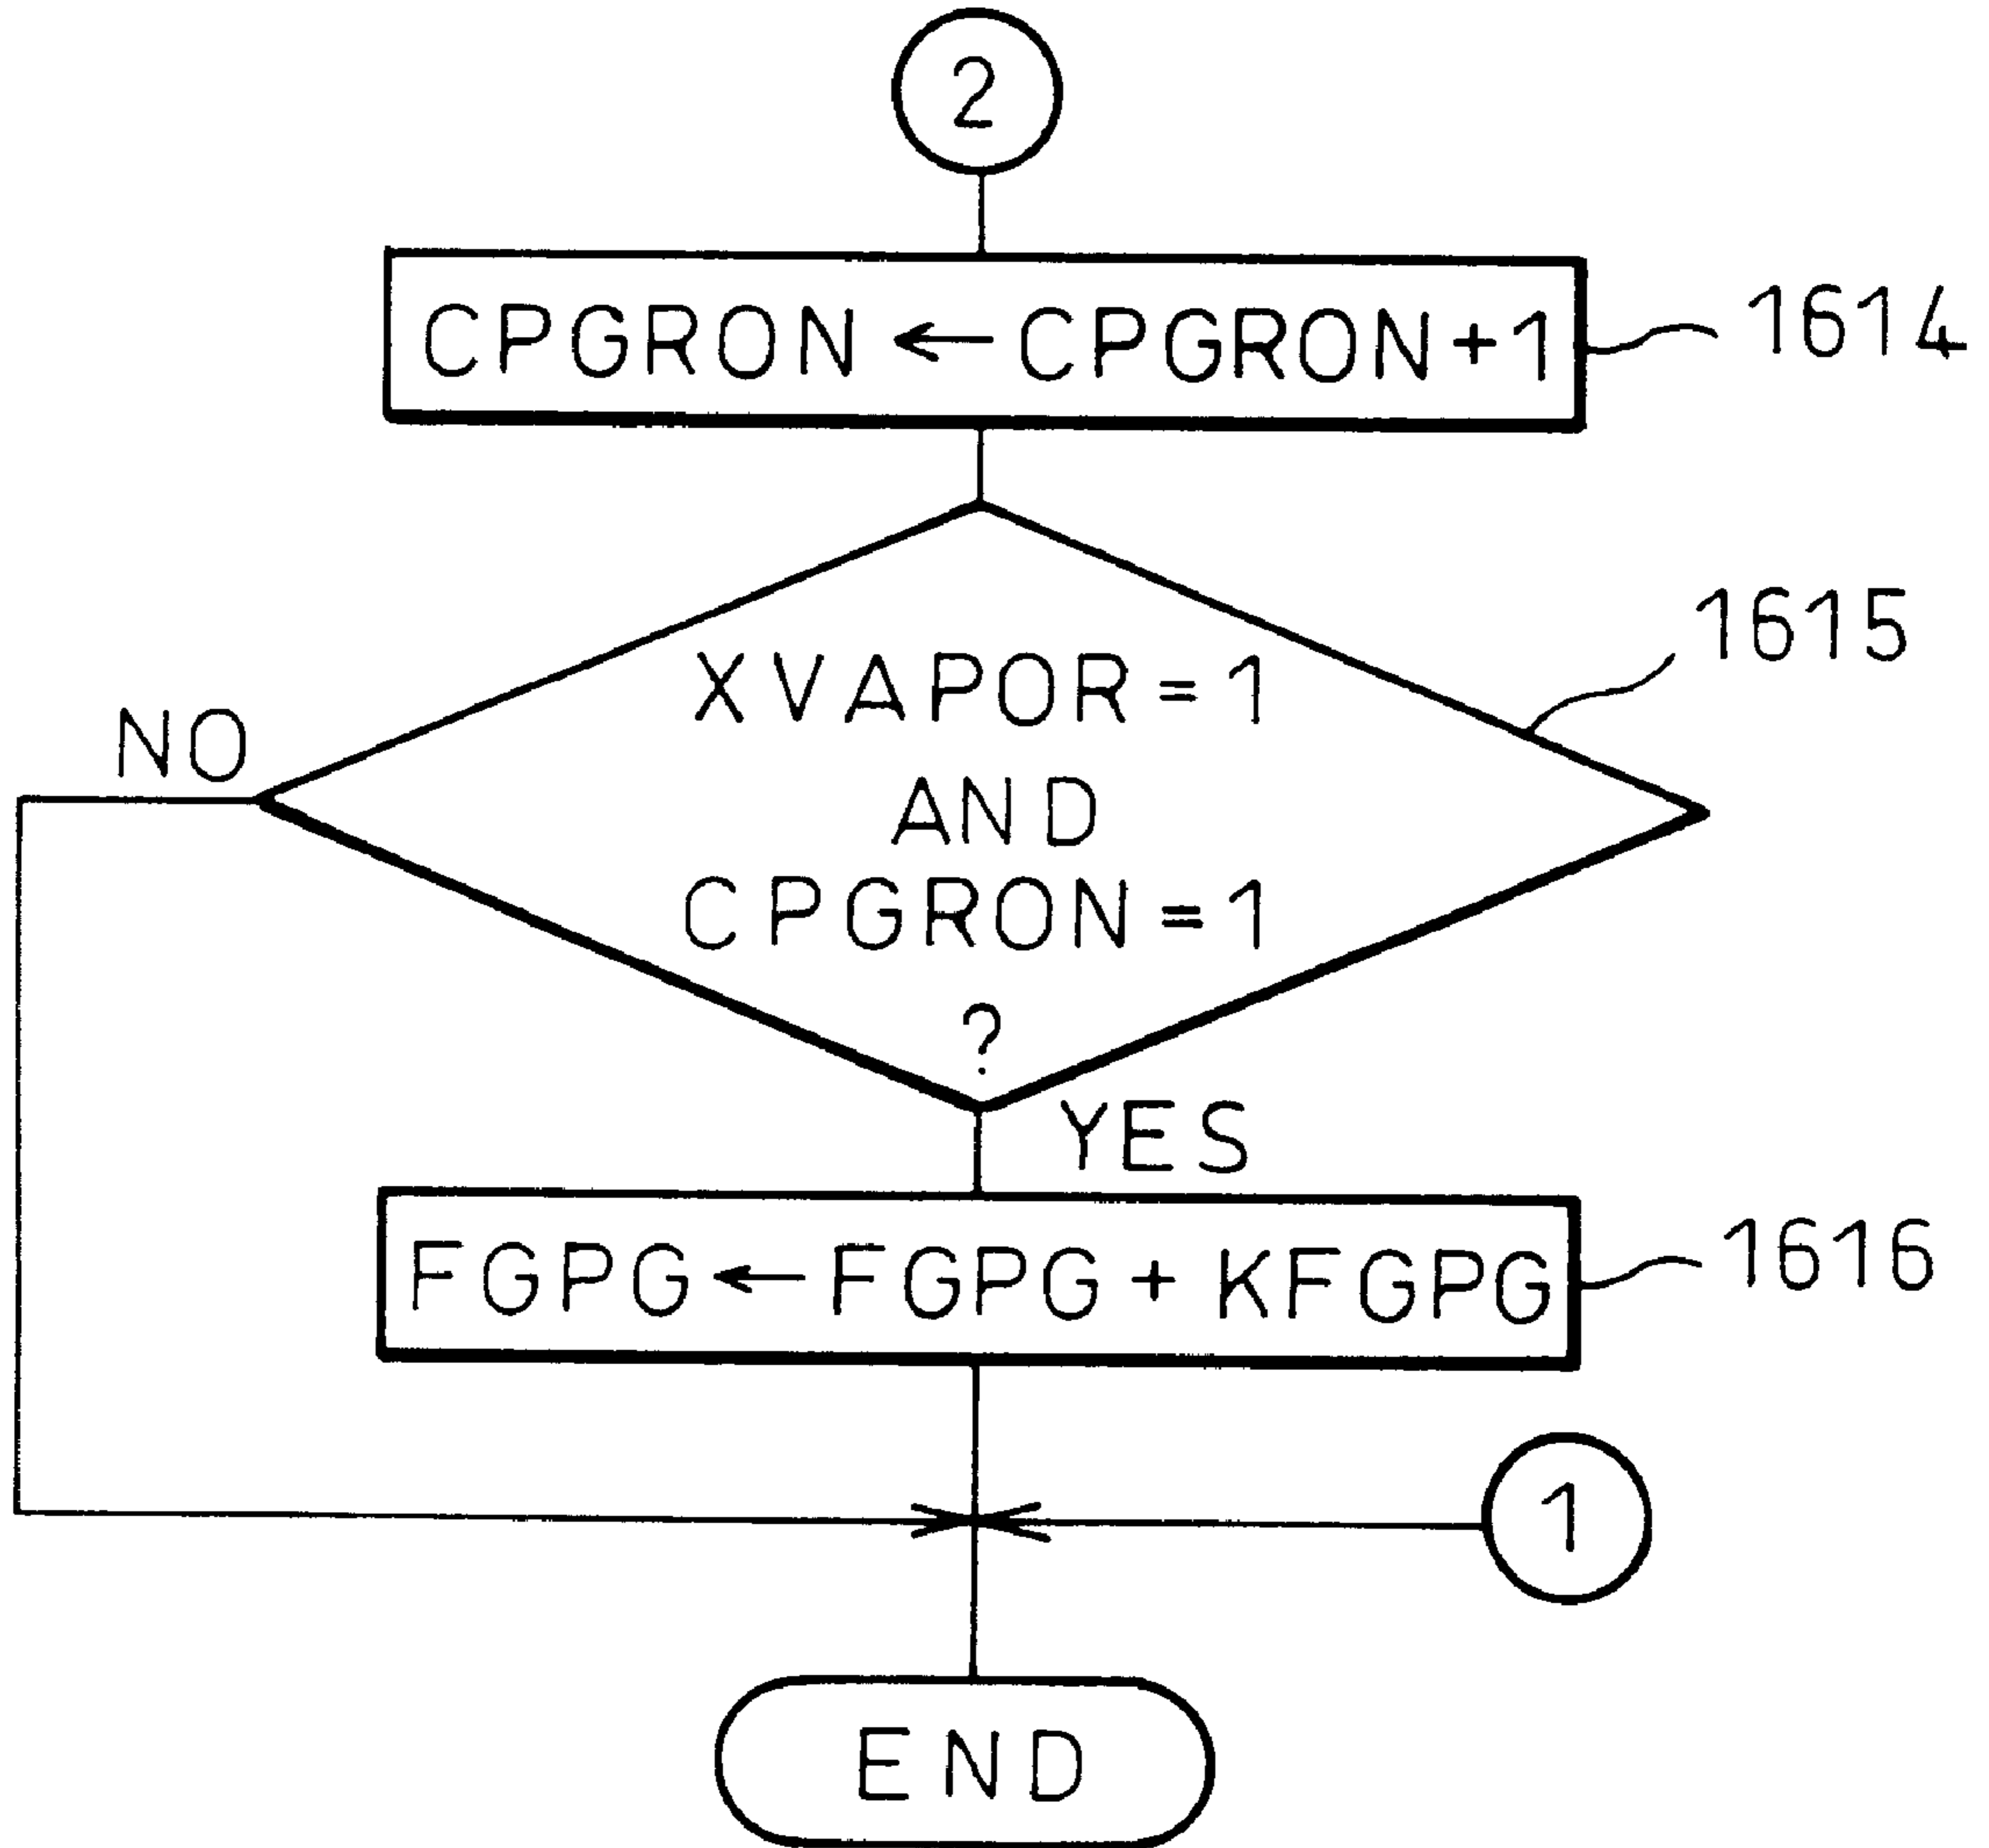 2
CPGRON ← CPGRON+1
1614
1615
XVAPOR=1
NO
AND
CPGRON=1
?
YES
FGPG ← FGPG + KFGPG
1616
1
END